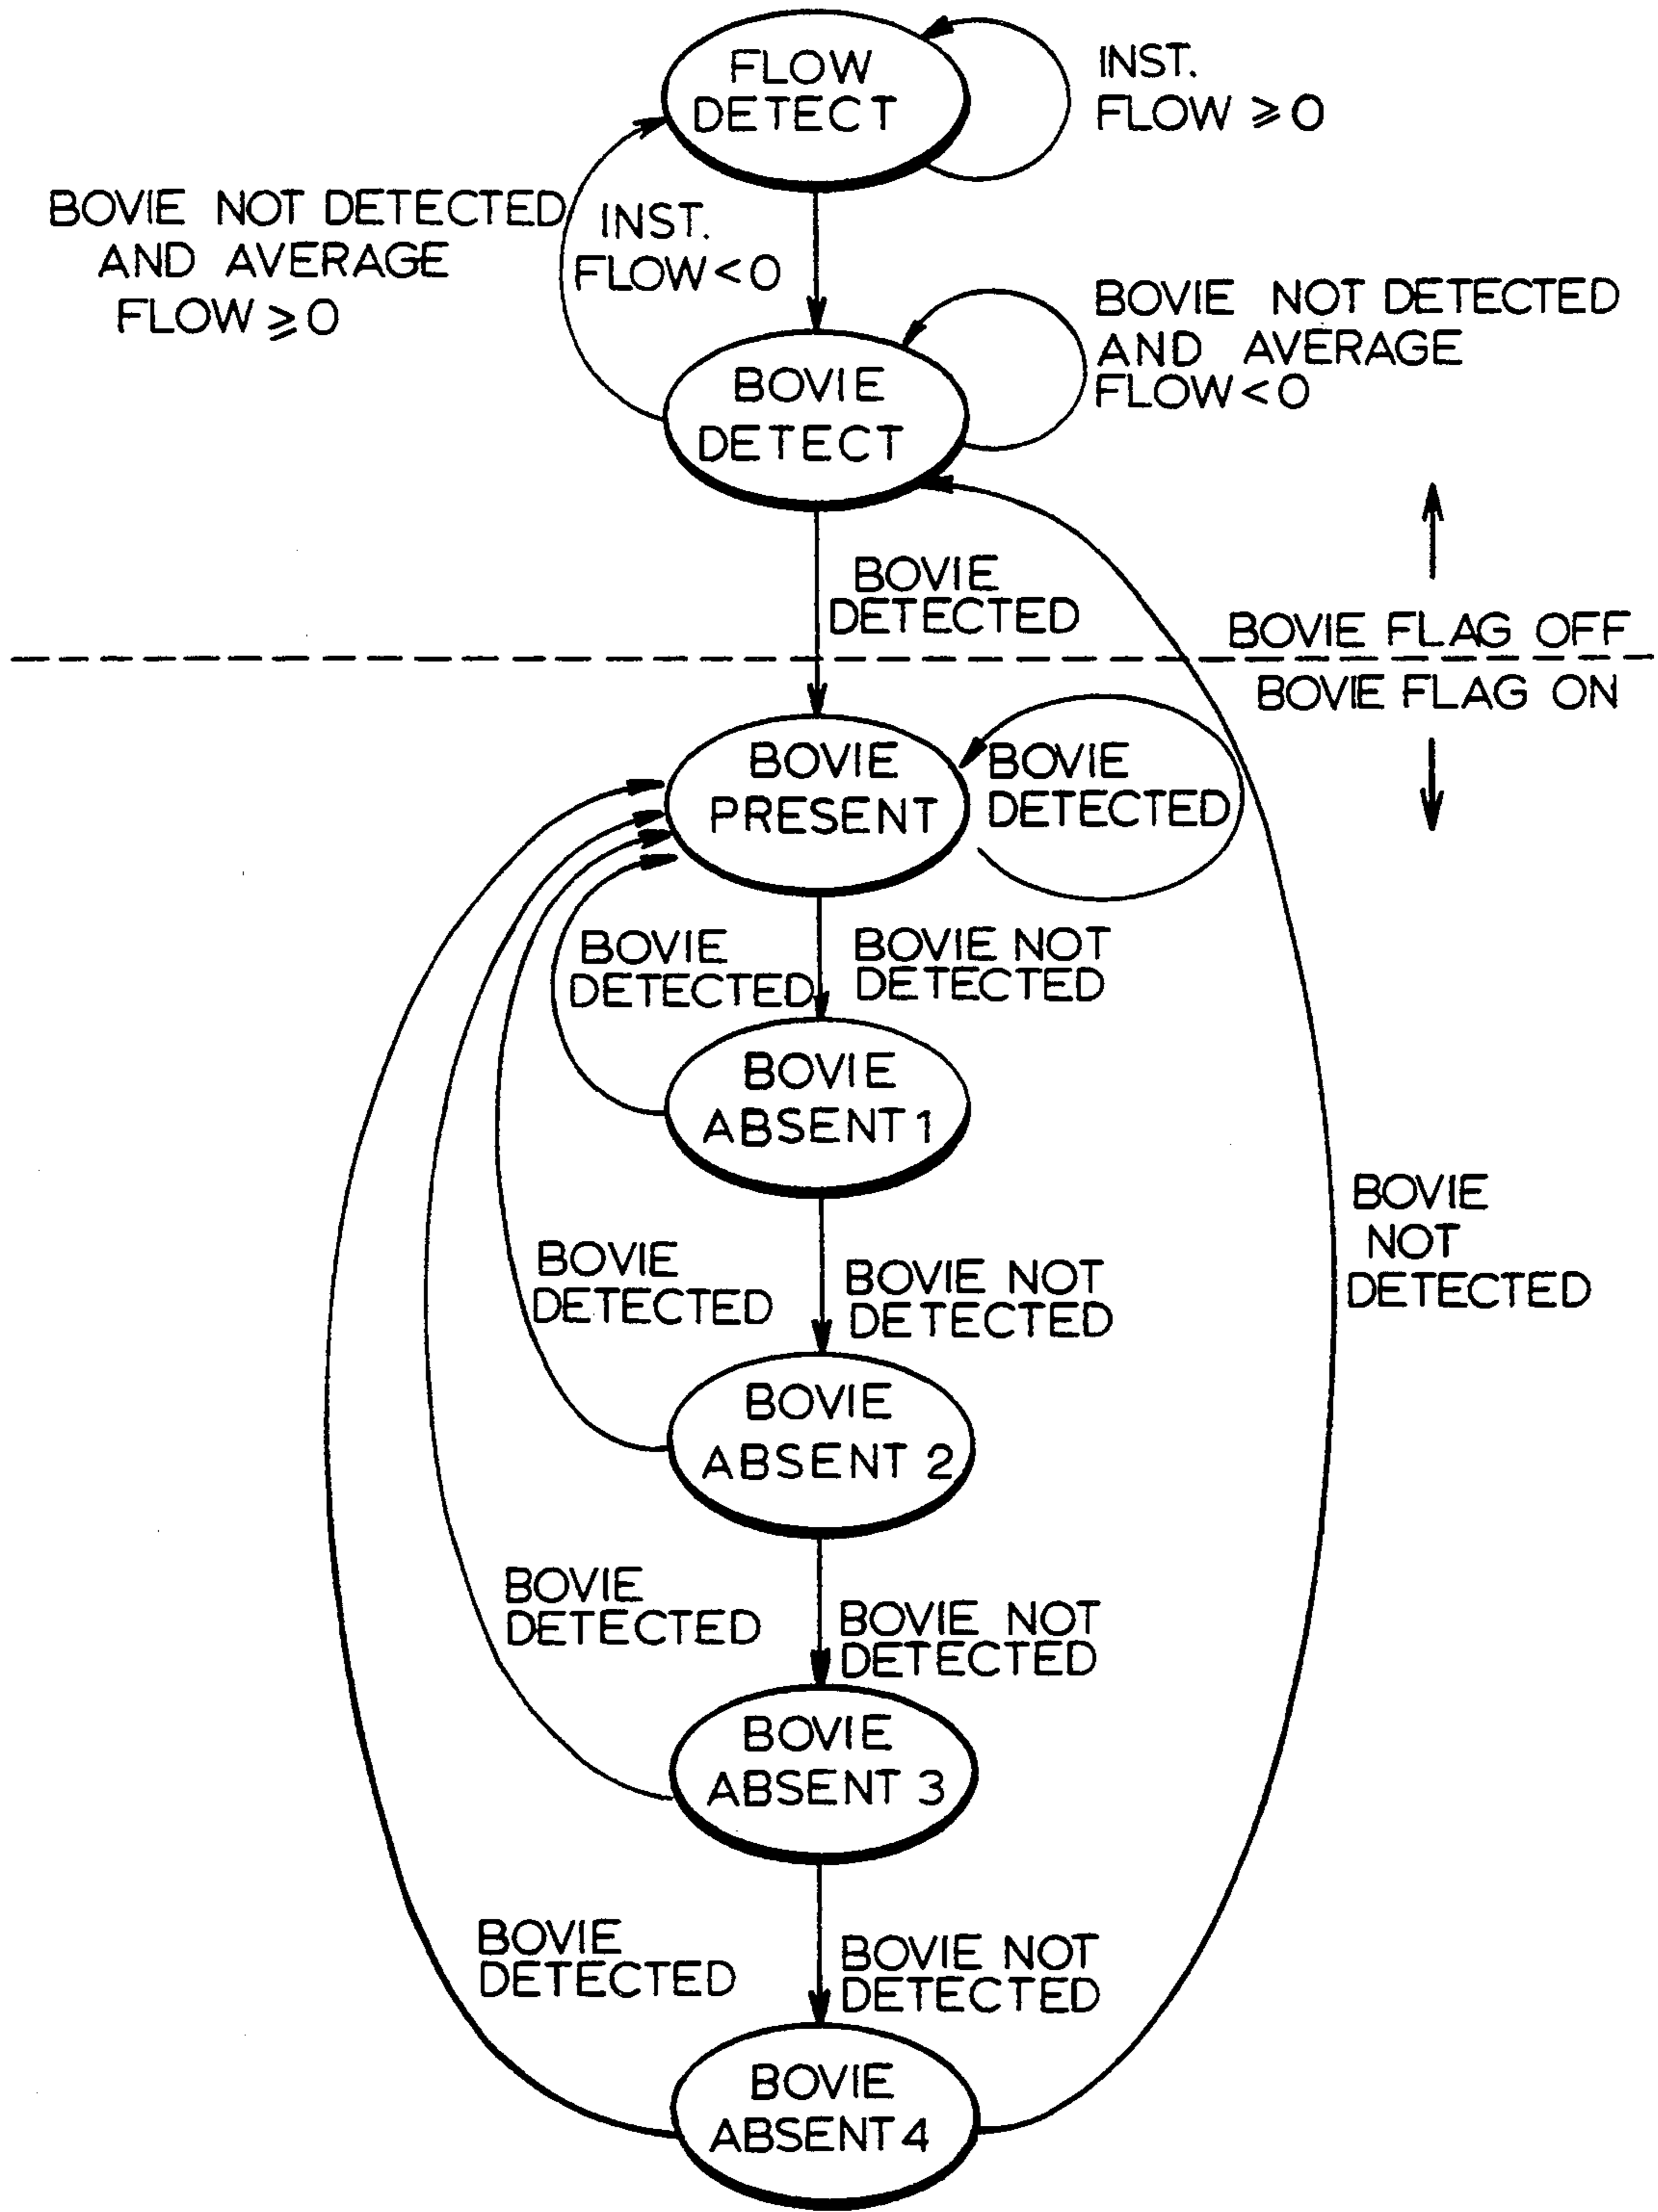 FLOW
DETECT
INST.
FLOW ⩾ 0
BOVIE NOT DETECTED
AND AVERAGE
FLOW ⩾ 0
INST.
FLOW < 0
BOVIE NOT DETECTED
AND AVERAGE
FLOW < 0
BOVIE
DETECT
BOVIE
DETECTED
BOVIE FLAG OFF
BOVIE FLAG ON
BOVIE
PRESENT
BOVIE
DETECTED
BOVIE
DETECTED
BOVIE NOT
DETECTED
BOVIE
ABSENT 1
BOVIE
NOT
DETECTED
BOVIE
DETECTED
BOVIE NOT
DETECTED
BOVIE
ABSENT 2
BOVIE
DETECTED
BOVIE NOT
DETECTED
BOVIE
ABSENT 3
BOVIE
DETECTED
BOVIE NOT
DETECTED
BOVIE
ABSENT 4